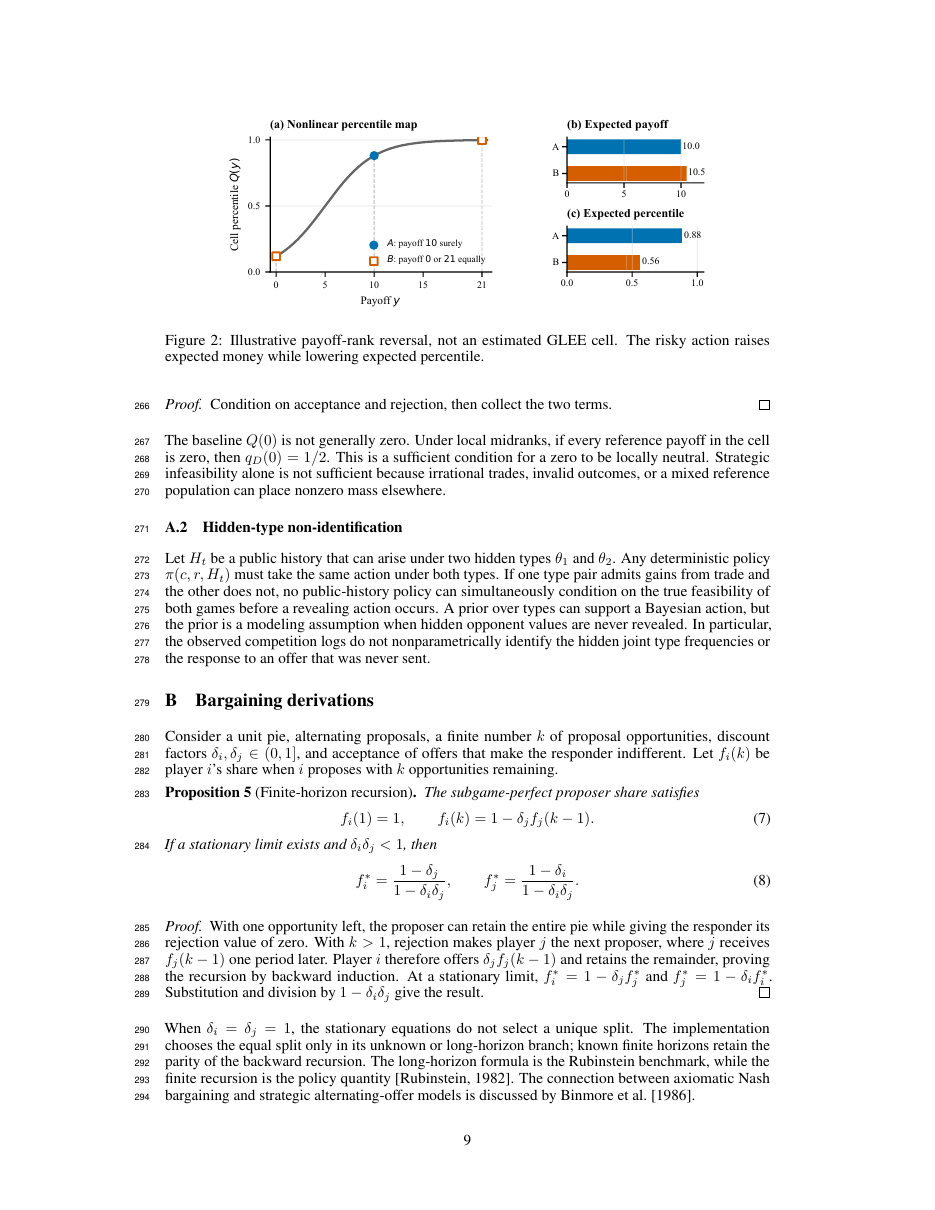 (a) Nonlinear percentile map
Cell percentile Q(y)
1.0
0.5
0.0
0 5 10 15 21
Payoff y
A: payoff 10 surely
B: payoff 0 or 21 equally
(b) Expected payoff
A 10.0
B 10.5
0 5 10
(c) Expected percentile
A 0.88
B 0.56
0.0 0.5 1.0
Figure 2: Illustrative payoff-rank reversal, not an estimated GLEE cell. The risky action raises
expected money while lowering expected percentile.
266 Proof. Condition on acceptance and rejection, then collect the two terms. □
267 The baseline Q(0) is not generally zero. Under local midranks, if every reference payoff in the cell
268 is zero, then q_D(0) = 1/2. This is a sufficient condition for a zero to be locally neutral. Strategic
269 infeasibility alone is not sufficient because irrational trades, invalid outcomes, or a mixed reference
270 population can place nonzero mass elsewhere.
271 A.2 Hidden-type non-identification
272 Let H_t be a public history that can arise under two hidden types θ₁ and θ₂. Any deterministic policy
273 π(c, r, H_t) must take the same action under both types. If one type pair admits gains from trade and
274 the other does not, no public-history policy can simultaneously condition on the true feasibility of
275 both games before a revealing action occurs. A prior over types can support a Bayesian action, but
276 the prior is a modeling assumption when hidden opponent values are never revealed. In particular,
277 the observed competition logs do not nonparametrically identify the hidden joint type frequencies or
278 the response to an offer that was never sent.
279 B Bargaining derivations
280 Consider a unit pie, alternating proposals, a finite number k of proposal opportunities, discount
281 factors δ_i, δ_j ∈ (0, 1], and acceptance of offers that make the responder indifferent. Let f_i(k) be
282 player i's share when i proposes with k opportunities remaining.
283 Proposition 5 (Finite-horizon recursion). The subgame-perfect proposer share satisfies
f_i(1) = 1, f_i(k) = 1 − δ_j f_j(k − 1). (7)
284 If a stationary limit exists and δ_iδ_j < 1, then
f_i^* = (1 − δ_j)/(1 − δ_iδ_j), f_j^* = (1 − δ_i)/(1 − δ_iδ_j). (8)
285 Proof. With one opportunity left, the proposer can retain the entire pie while giving the responder its
286 rejection value of zero. With k > 1, rejection makes player j the next proposer, where j receives
287 f_j(k − 1) one period later. Player i therefore offers δ_j f_j(k − 1) and retains the remainder, proving
288 the recursion by backward induction. At a stationary limit, f_i^* = 1 − δ_j f_j^* and f_j^* = 1 − δ_i f_i^*.
289 Substitution and division by 1 − δ_iδ_j give the result. □
290 When δ_i = δ_j = 1, the stationary equations do not select a unique split. The implementation
291 chooses the equal split only in its unknown or long-horizon branch; known finite horizons retain the
292 parity of the backward recursion. The long-horizon formula is the Rubinstein benchmark, while the
293 finite recursion is the policy quantity [Rubinstein, 1982]. The connection between axiomatic Nash
294 bargaining and strategic alternating-offer models is discussed by Binmore et al. [1986].
9